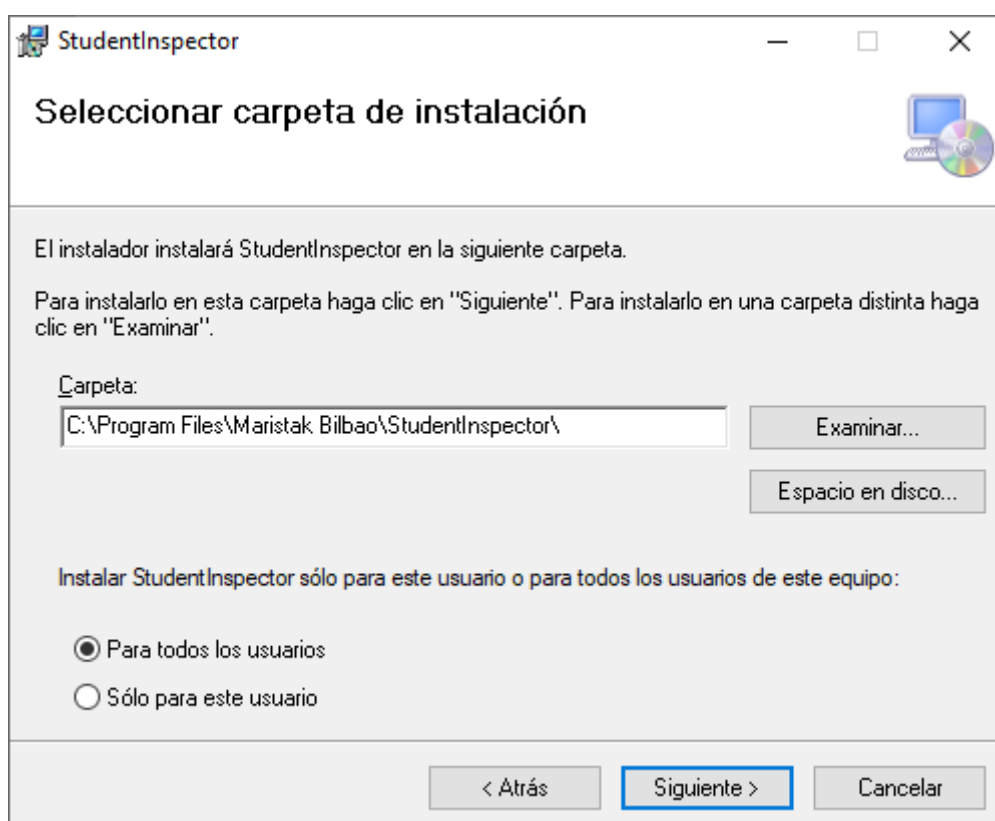 StudentInspector
Seleccionar carpeta de instalación
El instalador instalará StudentInspector en la siguiente carpeta.
Para instalarlo en esta carpeta haga clic en "Siguiente". Para instalarlo en una carpeta distinta haga
clic en "Examinar".
Carpeta:
C:\Program Files\Maristak Bilbao\StudentInspector\
Examinar...
Espacio en disco...
Instalar StudentInspector sólo para este usuario o para todos los usuarios de este equipo:
Para todos los usuarios
Sólo para este usuario
< Atrás
Siguiente >
Cancelar